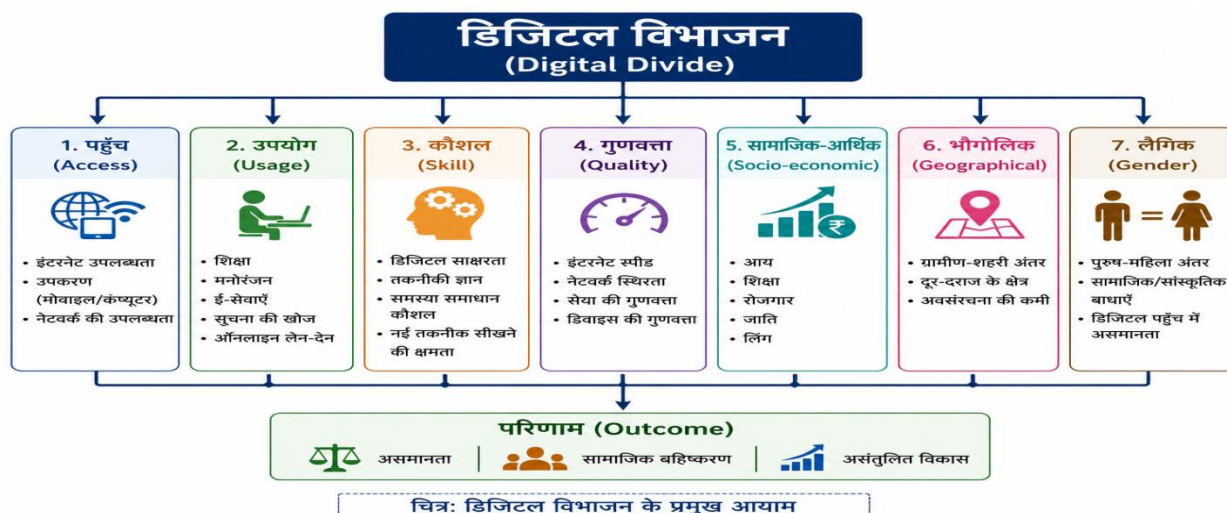 डिजिटल विभाजन
(Digital Divide)
1. पहुँच
(Access)
• इंटरनेट उपलब्धता
• उपकरण
(मोवाइल/कंप्यूटर)
• नेटवर्क की उपलब्धता
2. उपयोग
(Usage)
• शिक्षा
• मनोरंजन
• ई-सेवाएँ
• सूचना की खोज
• ऑनलाइन लेन-देन
3. कौशल
(Skill)
• डिजिटल साक्षरता
• तकनीकी ज्ञान
• समस्या समाधान
कौशल
• नई तकनीक सीखने
की क्षमता
4. गुणवत्ता
(Quality)
• इंटरनेट स्पीड
• नेटवर्क स्थिरता
• सेया की गुणवत्ता
• डिवाइस की गुणवत्ता
5. सामाजिक-आर्थिक
(Socio-economic)
₹
• आय
• शिक्षा
• रोजगार
• जाति
• लिंग
6. भौगोलिक
(Geographical)
• ग्रामीण-शहरी अंतर
• दूर-दराज के क्षेत्र
• अवसंरचना की कमी
7. लैगिक
(Gender)
=
• पुरुष-महिला अंतर
• सामाजिक/सांस्कृतिक
बाधाएँ
• डिजिटल पहुँच में
असमानता
परिणाम (Outcome)
असमानता
सामाजिक बहिष्करण
असंतुलित विकास
चित्र: डिजिटल विभाजन के प्रमुख आयाम